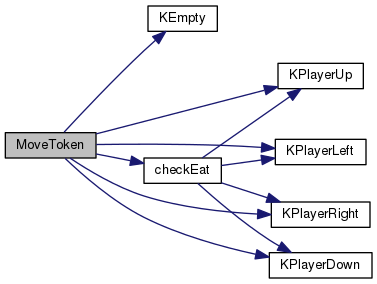 KEmpty
KPlayerUp
MoveToken
KPlayerLeft
checkEat
KPlayerRight
KPlayerDown